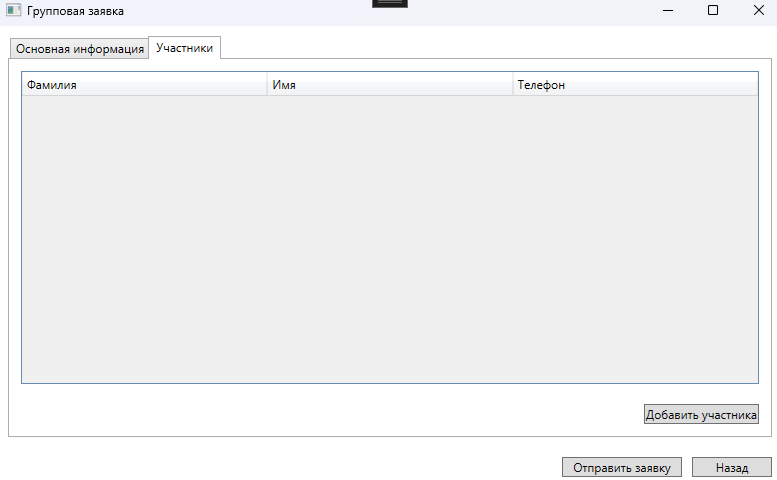 Групповая заявка
Основная информация Участники
Фамилия Имя Телефон
Добавить участника
Отправить заявку Назад